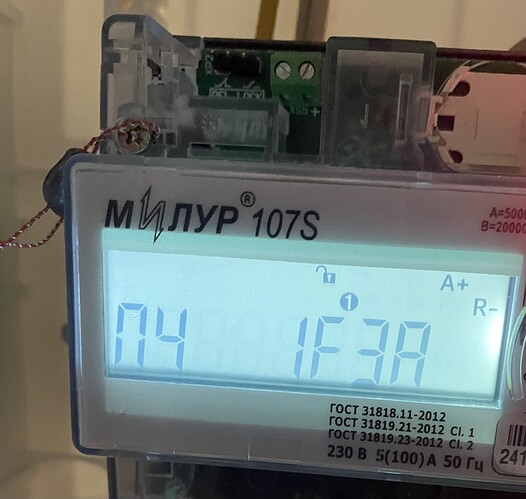 МИЛУР® 107S
A=5000
B=20000
1
A+
R-
П4 1F3A
ГОСТ 31818.11-2012
ГОСТ 31819.21-2012 Cl. 1
ГОСТ 31819.23-2012 Cl. 2
230 В 5(100)А 50 Гц
241